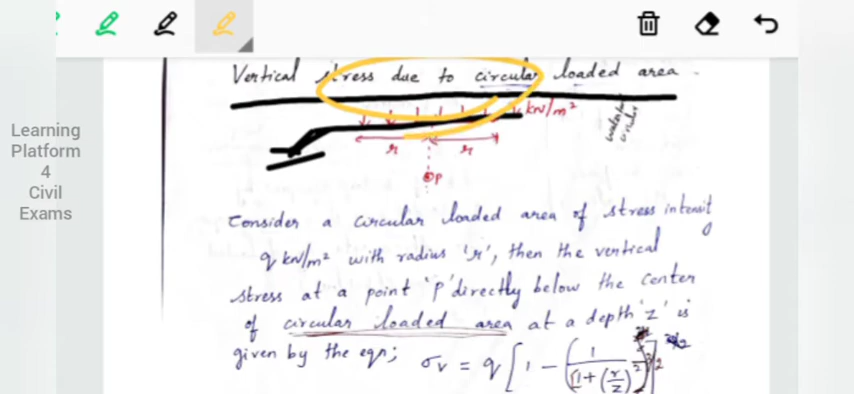 Learning
Platform
4
Civil
Exams
Vertical stress due to circular loaded area
kN/m²
r r
P
Consider a circular loaded area of stress intensit
q kN/m² with radius 'r', then the vertical
stress at a point 'P' directly below the center
of circular loaded area at a depth 'z' is
given by the eqn; σv = q [1 - (1/(1+(r/z)²))^3/2]